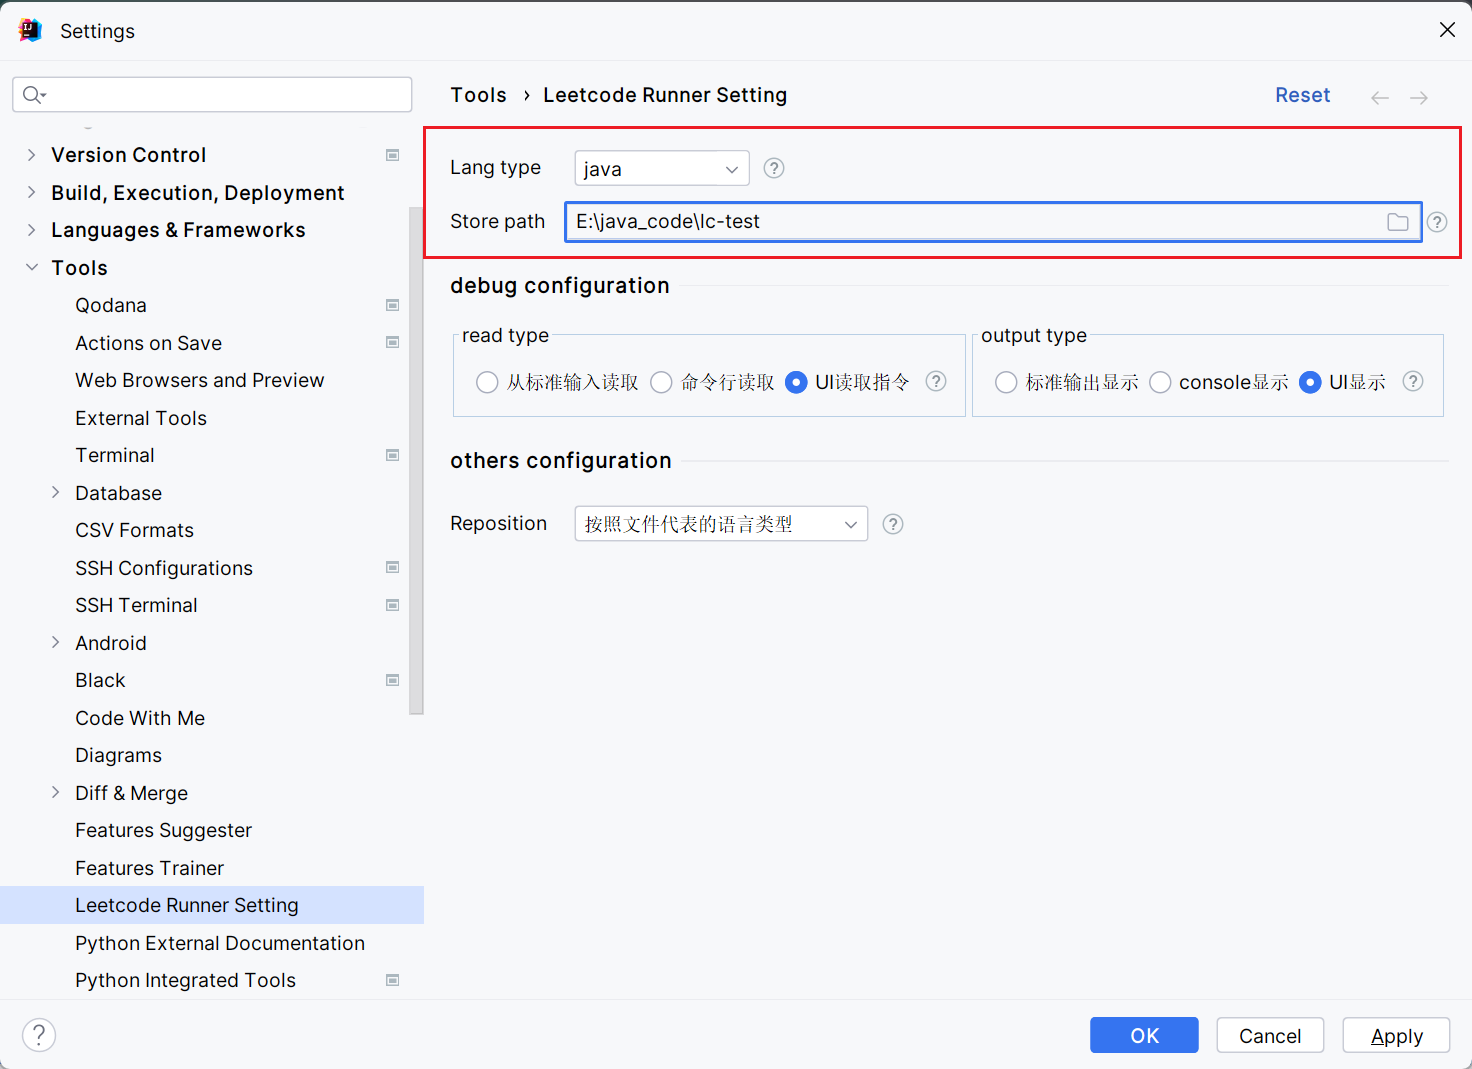 Settings
Tools › Leetcode Runner Setting
Reset
Version Control
Build, Execution, Deployment
Languages & Frameworks
Tools
Qodana
Actions on Save
Web Browsers and Preview
External Tools
Terminal
Database
CSV Formats
SSH Configurations
SSH Terminal
Android
Black
Code With Me
Diagrams
Diff & Merge
Features Suggester
Features Trainer
Leetcode Runner Setting
Python External Documentation
Python Integrated Tools
Lang type java
Store path E:\java_code\lc-test
debug configuration
read type
从标准输入读取 命令行读取 UI读取指令
output type
标准输出显示 console显示 UI显示
others configuration
Reposition 按照文件代表的语言类型
OK Cancel Apply